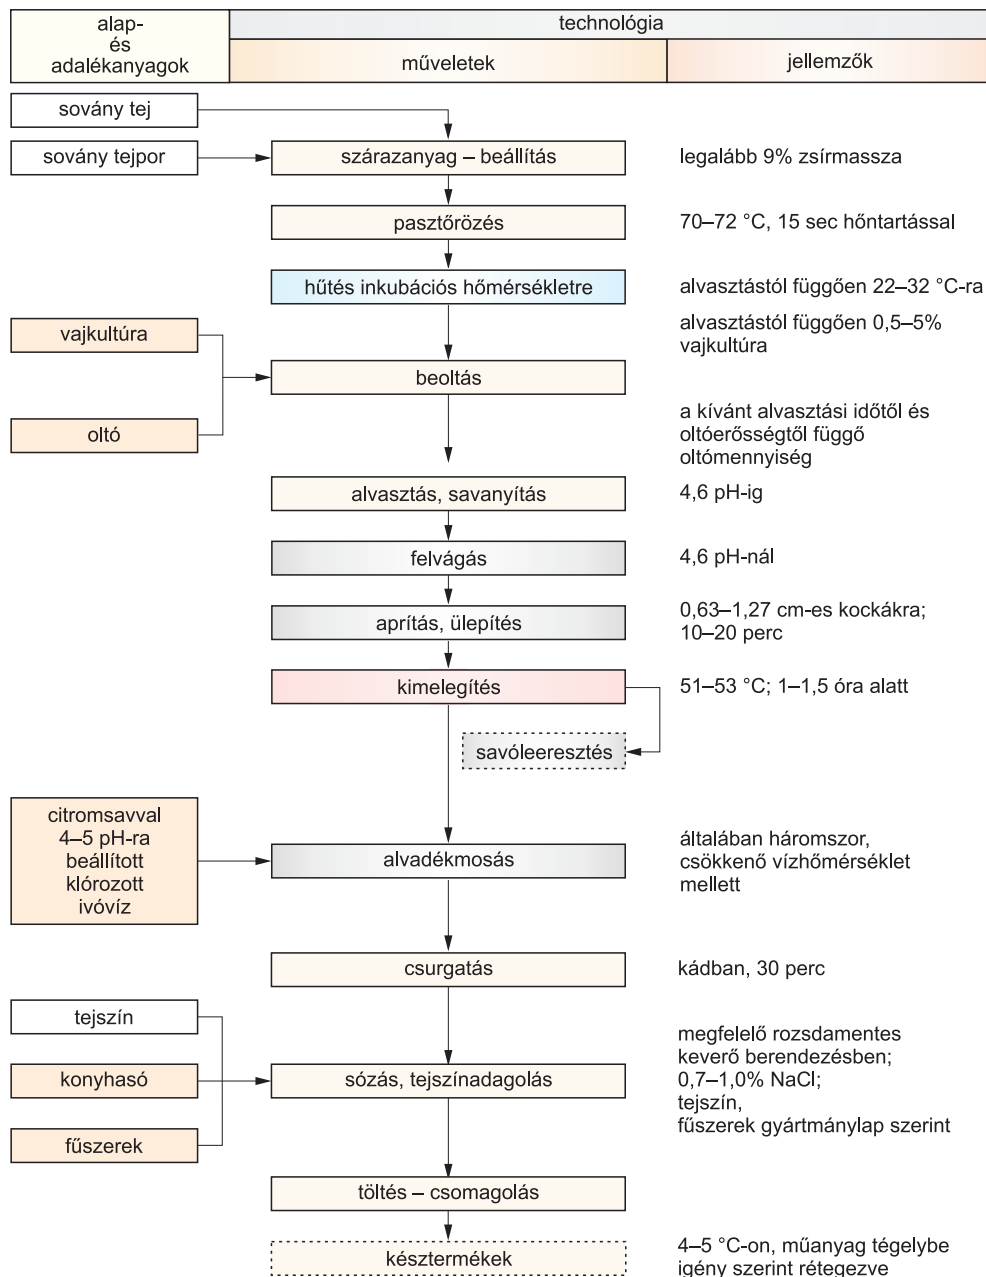 alap-
és
adalékanyagok
technológia
műveletek
jellemzők
sovány tej
sovány tejpor
szárazanyag – beállítás
legalább 9% zsírmassza
pasztőrözés
70–72 °C, 15 sec hőntartással
hűtés inkubációs hőmérsékletre
alvasztástól függően 22–32 °C-ra
vajkultúra
alvasztástól függően 0,5–5%
vajkultúra
beoltás
oltó
a kívánt alvasztási időtől és
oltóerősségtől függő
oltómennyiség
alvasztás, savanyítás
4,6 pH-ig
felvágás
4,6 pH-nál
aprítás, ülepítés
0,63–1,27 cm-es kockákra;
10–20 perc
kimelegítés
51–53 °C; 1–1,5 óra alatt
savóleeresztés
citromsavval
4–5 pH-ra
beállított
klórozott
ivóvíz
alvadékmosás
általában háromszor,
csökkenő vízhőmérséklet
mellett
csurgatás
kádban, 30 perc
tejszín
konyhasó
fűszerek
sózás, tejszínadagolás
megfelelő rozsdamentes
keverő berendezésben;
0,7–1,0% NaCl;
tejszín,
fűszerek gyártmánylap szerint
töltés – csomagolás
késztermékek
4–5 °C-on, műanyag tégelybe
igény szerint rétegezve